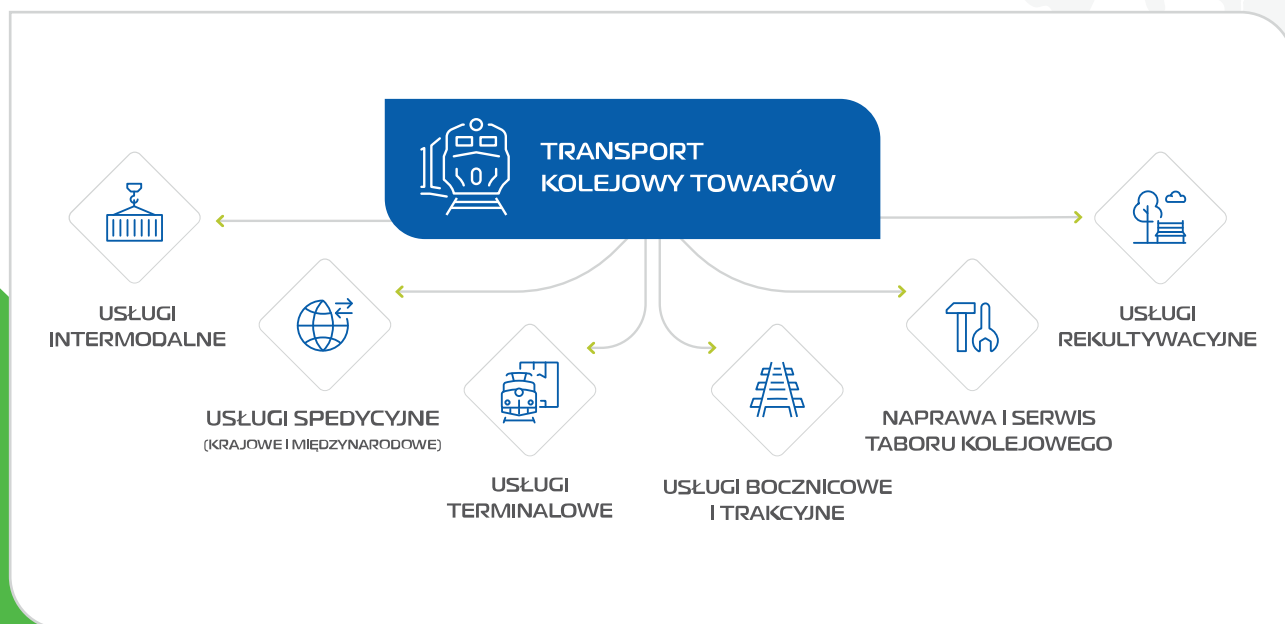 TRANSPORT
KOLEJOWY TOWARÓW
USŁUGI
INTERMODALNE
USŁUGI SPEDYCYJNE
(KRAJOWE I MIĘDZYNARODOWE)
USŁUGI
TERMINALOWE
USŁUGI BOCZNICOWE
I TRAKCYJNE
NAPRAWA I SERWIS
TABORU KOLEJOWEGO
USŁUGI
REKULTYWACYJNE